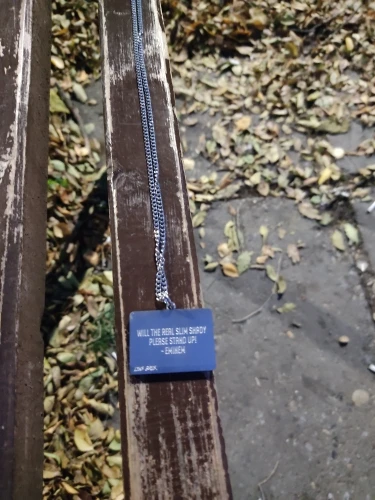 WILL THE REAL SLIM SHADY
PLEASE STAND UP!
- EMINEM